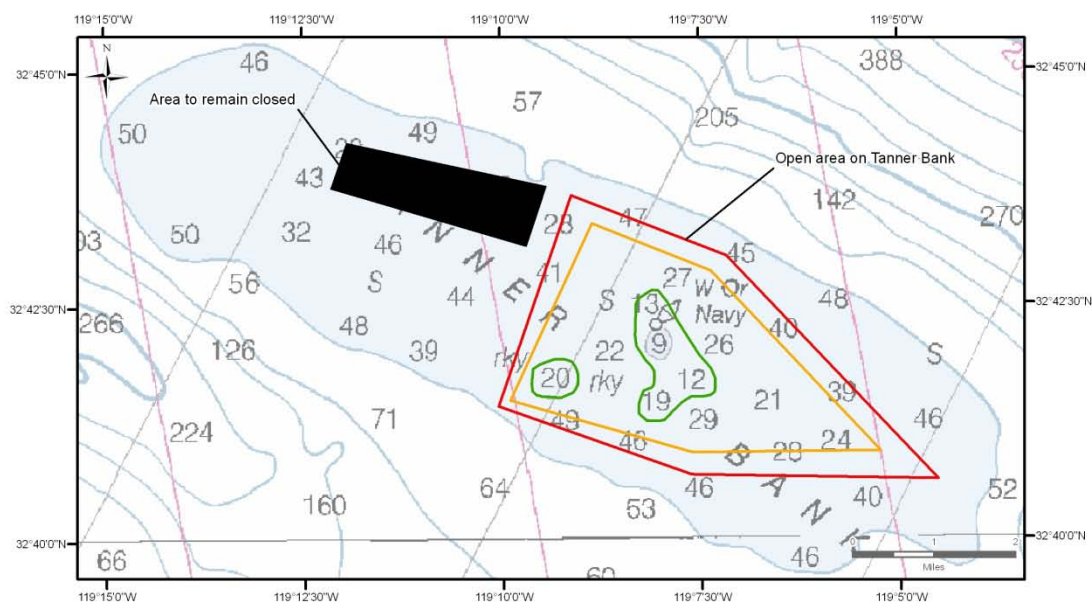 119°15'0"W 119°12'30"W 119°10'0"W 119°7'30"W 119°5'0"W
N
32°45'0"N 32°45'0"N
46 388
Area to remain closed
57
205
50 49
Open area on Tanner Bank
43
142
270
47
50 32 23
46 45
41
S 27 W Or
56 44 S 13 Navy 48
32°42'30"N 32°42'30"N
N N E R
266
48 40
126 39 rky 22 9 26 S
20 rky 12
39
19 21
71 49 29 46
224 46 28 24
B A N K
64 46 40 52
160 53
32°40'0"N 32°40'0"N
0 1 2
Miles
66 60 46
119°15'0"W 119°12'30"W 119°10'0"W 119°7'30"W 119°5'0"W